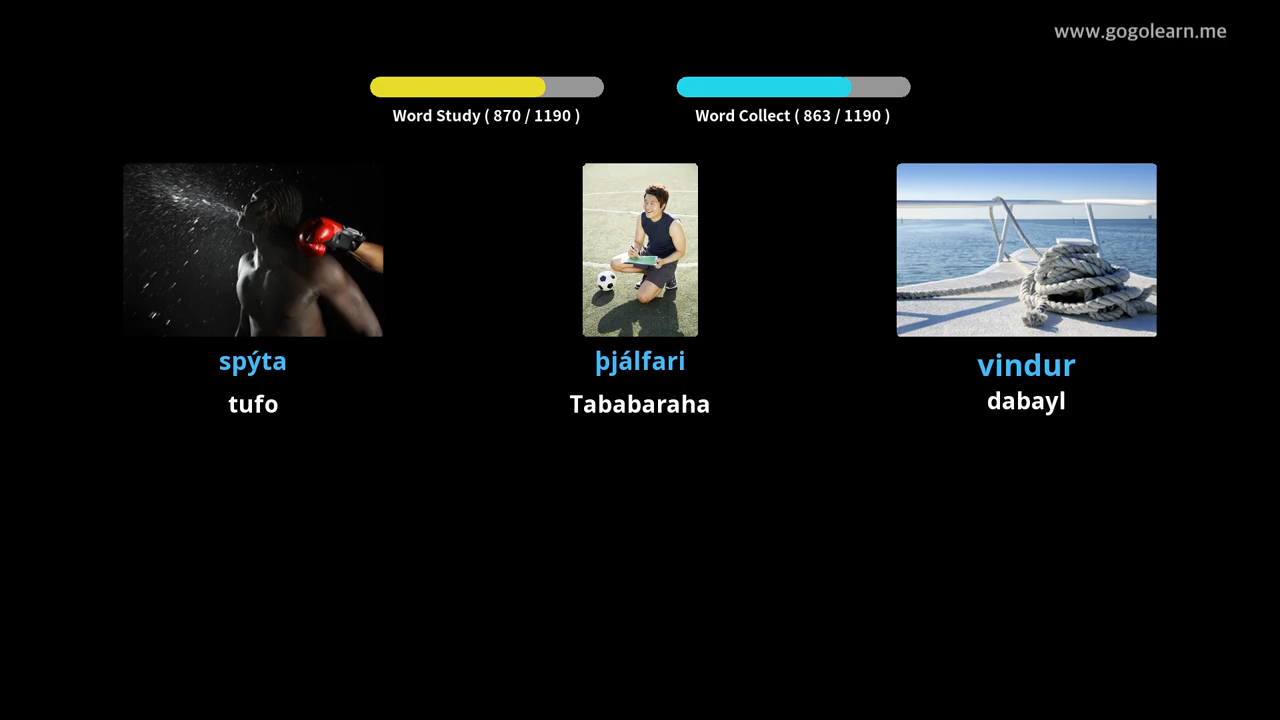 www.gogolearn.me
Word Study ( 870 / 1190 )
Word Collect ( 863 / 1190 )
spýta
þjálfari
vindur
tufo
Tababaraha
dabayl